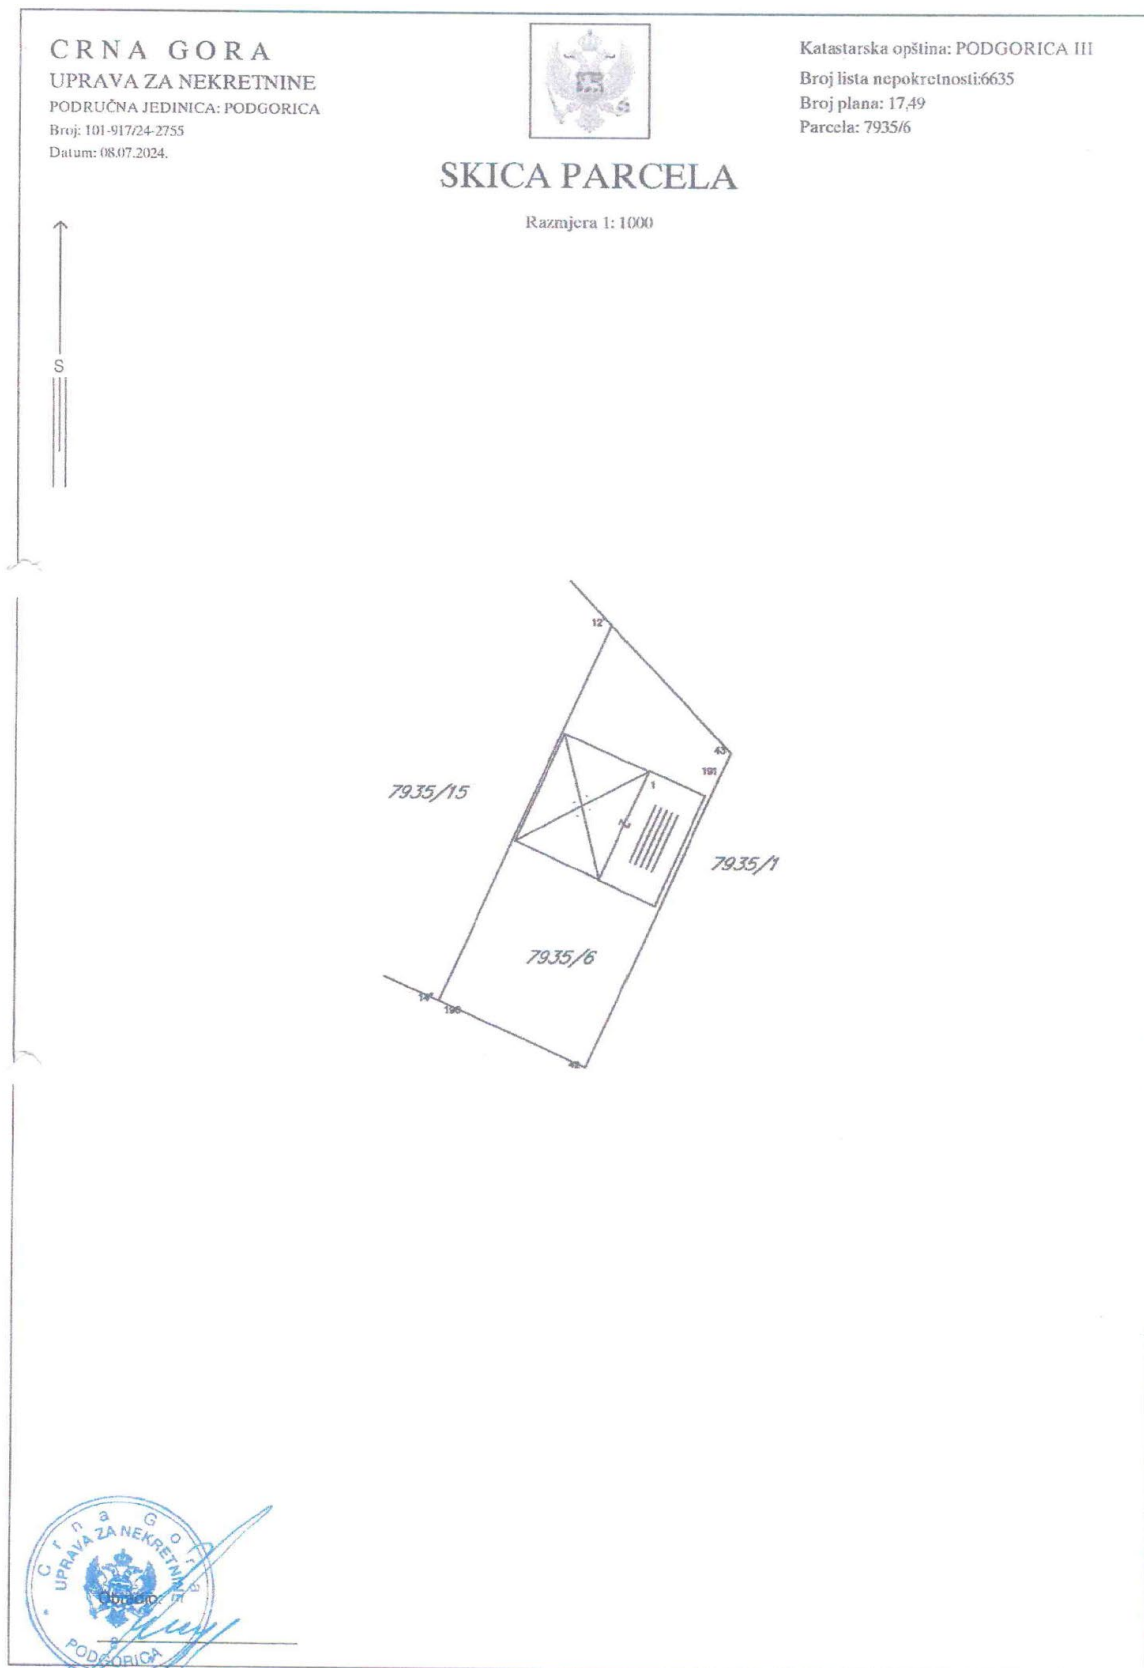 CRNA GORA
UPRAVA ZA NEKRETNINE
PODRUČNA JEDINICA: PODGORICA
Broj: 101-917/24-2755
Datum: 08.07.2024.
Katastarska opština: PODGORICA III
Broj lista nepokretnosti:6635
Broj plana: 17,49
Parcela: 7935/6
SKICA PARCELA
Razmjera 1: 1000
S
12
43
191
1
7935/15
2
7935/1
7935/6
42
Crna Gora
UPRAVA ZA NEKRETNINE
Obradio:
PODGORICA